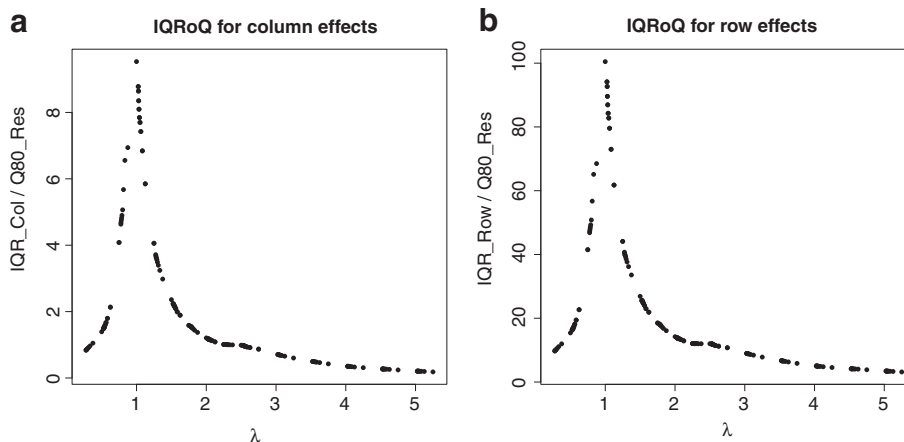 a
IQRoQ for column effects
IQR_Col / Q80_Res
8
6
4
2
0
1 2 3 4 5
λ
b
IQRoQ for row effects
IQR_Row / Q80_Res
100
80
60
40
20
0
1 2 3 4 5
λ